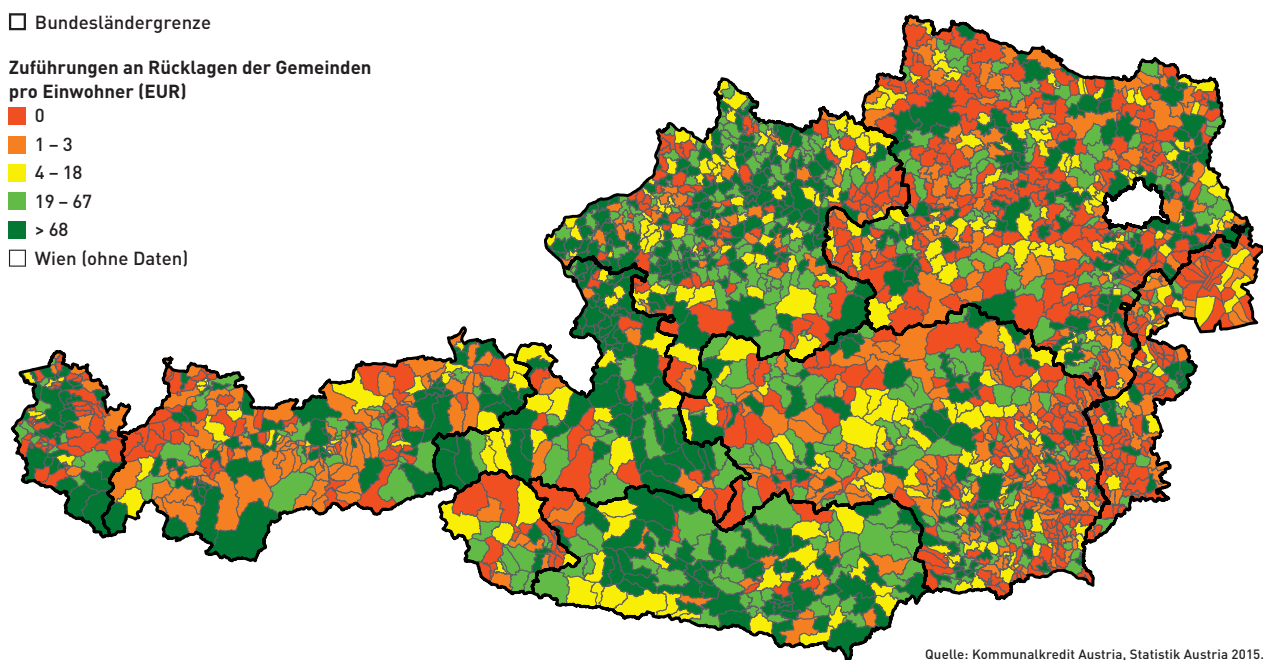 Bundesländergrenze
Zuführungen an Rücklagen der Gemeinden
pro Einwohner (EUR)
0
1 – 3
4 – 18
19 – 67
> 68
Wien (ohne Daten)
Quelle: Kommunalkredit Austria, Statistik Austria 2015.